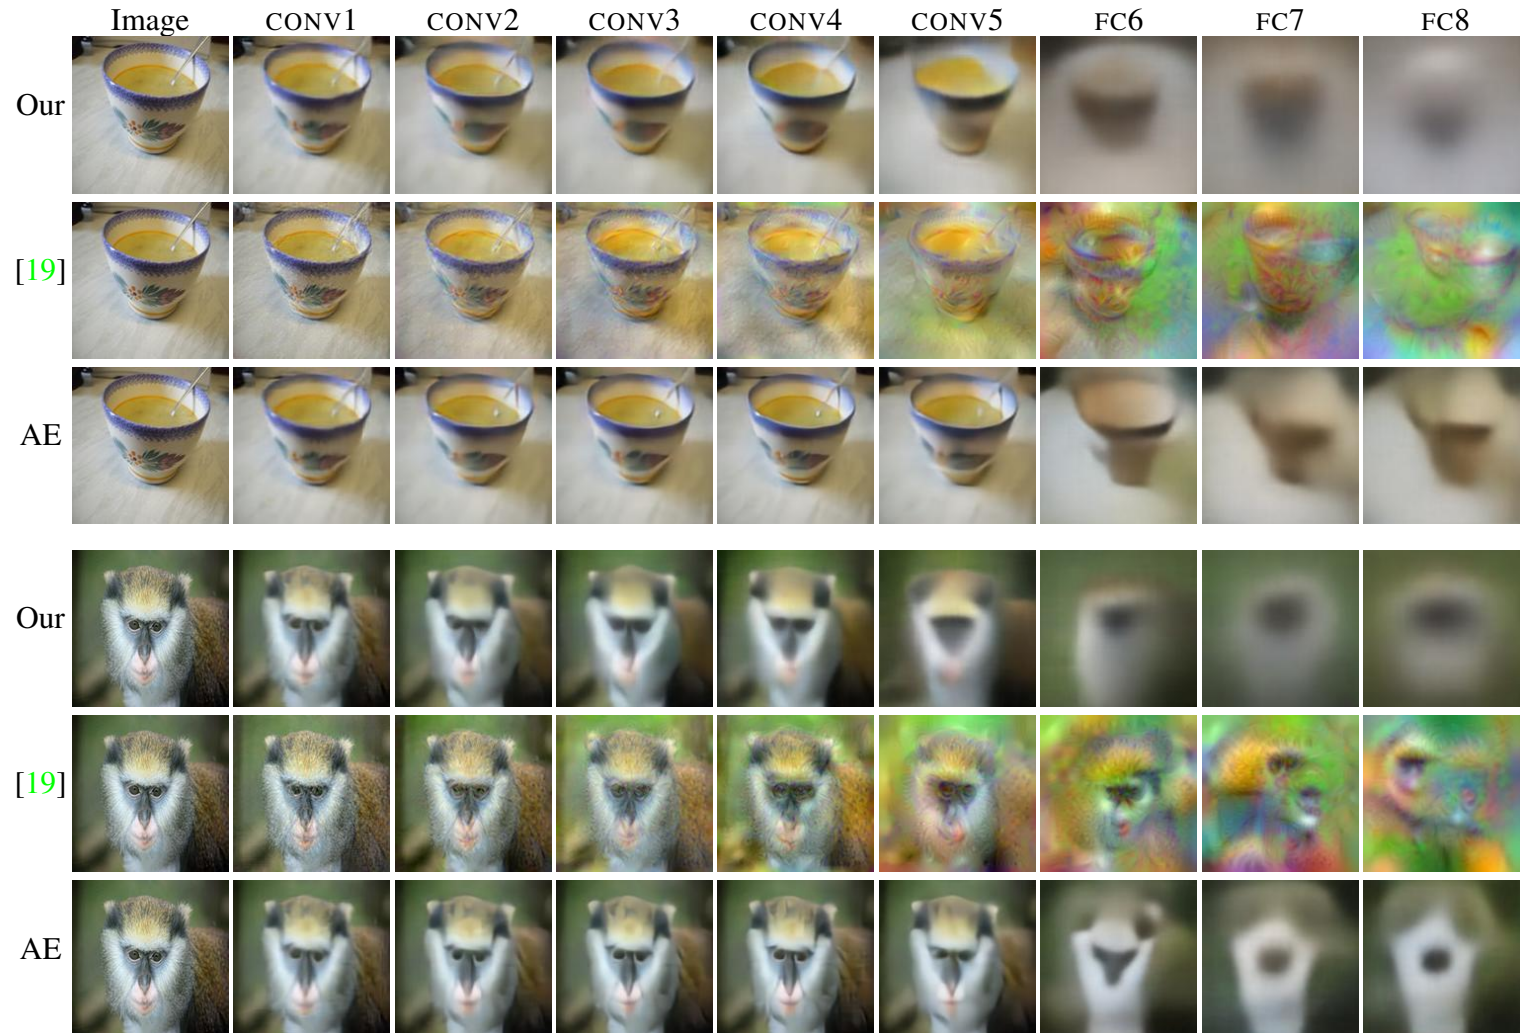 Image CONV1 CONV2 CONV3 CONV4 CONV5 FC6 FC7 FC8
Our
[19]
AE
Our
[19]
AE